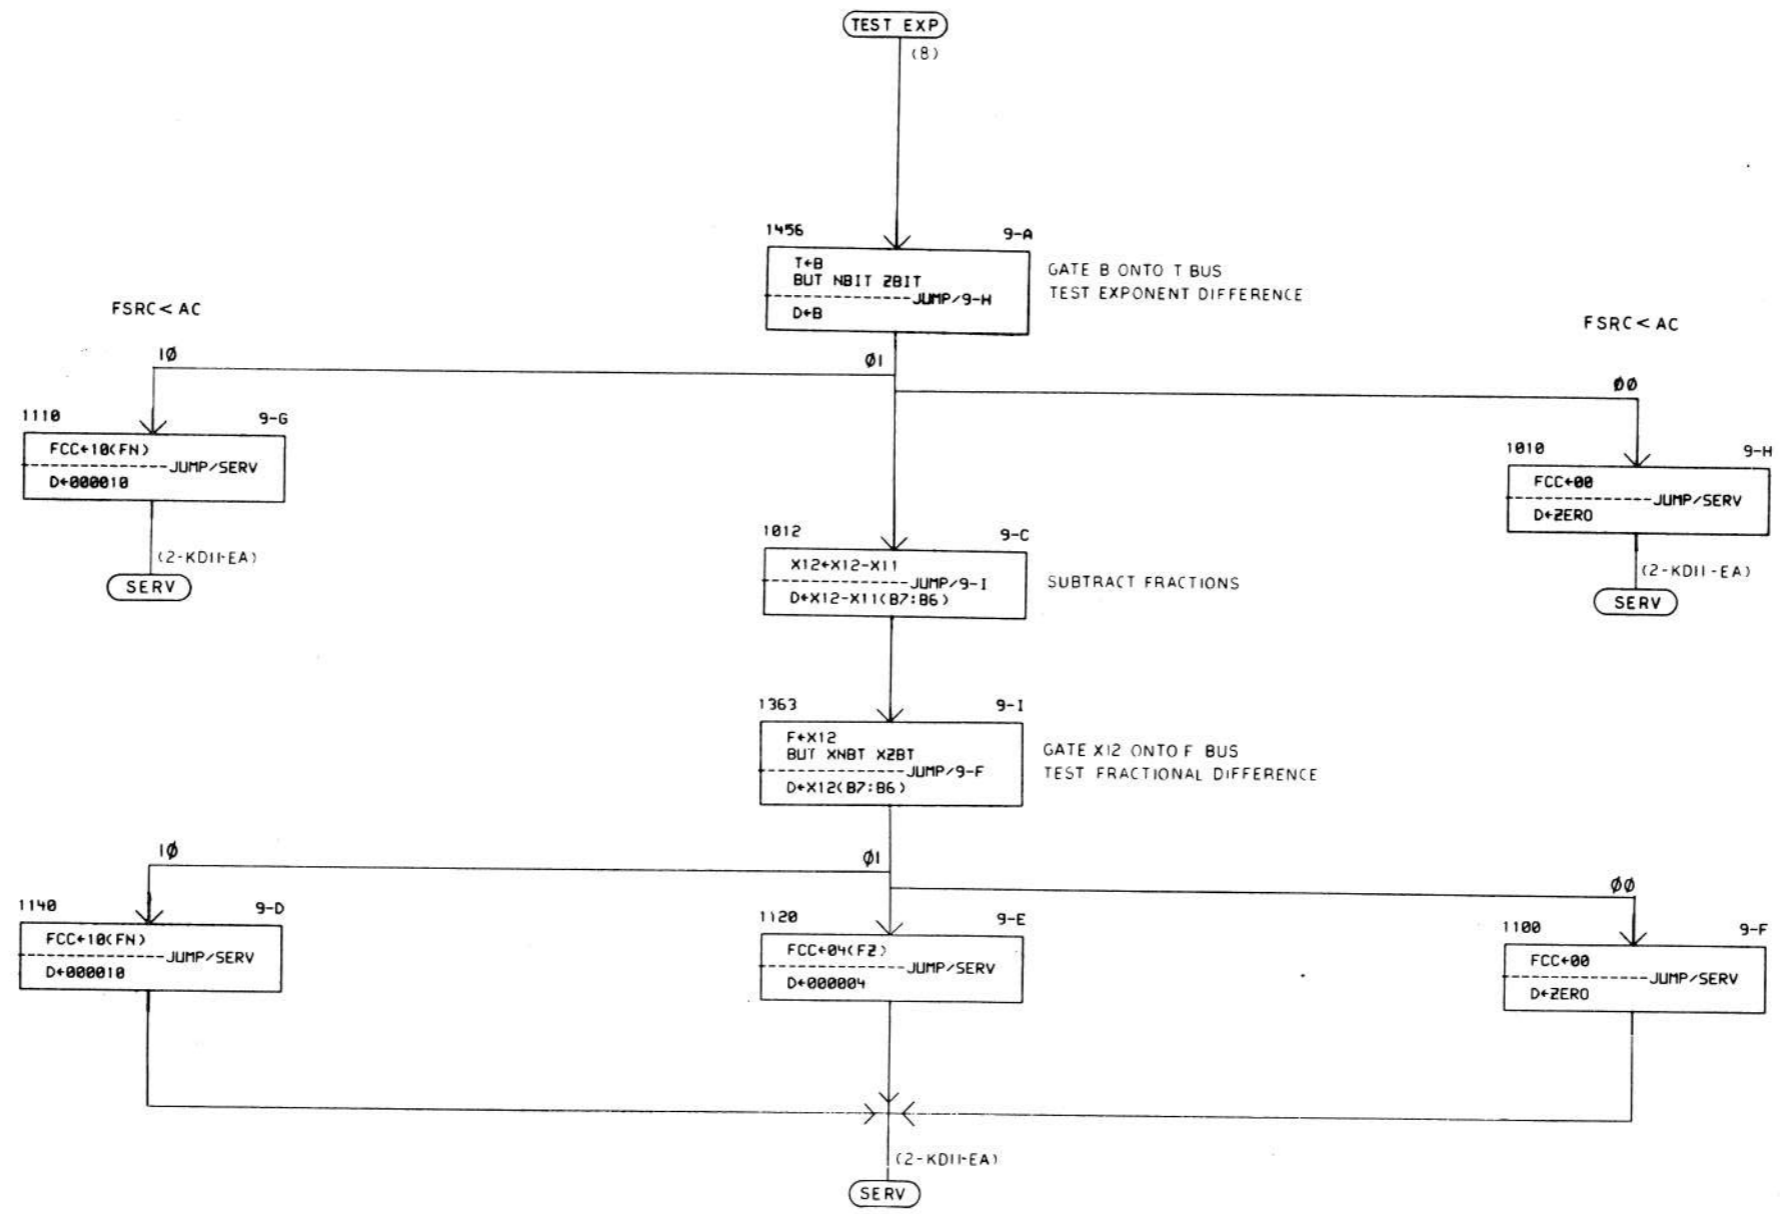 TEST EXP
(8)
1456 9-A
T←B
BUT NBIT ZBIT
JUMP/9-H
D←B
GATE B ONTO T BUS
TEST EXPONENT DIFFERENCE
FSRC<AC
FSRC<AC
1Ø
Ø1
ØØ
1110 9-G
FCC←10(FN)
JUMP/SERV
D←000010
(2-KD11-EA)
SERV
1010 9-H
FCC←00
JUMP/SERV
D←ZERO
(2-KD11-EA)
SERV
1012 9-C
X12←X12-X11
JUMP/9-I
D←X12-X11(B7:B6)
SUBTRACT FRACTIONS
1363 9-I
F←X12
BUT XNBT XZBT
JUMP/9-F
D←X12(B7:B6)
GATE X12 ONTO F BUS
TEST FRACTIONAL DIFFERENCE
1Ø
Ø1
ØØ
1140 9-D
FCC←10(FN)
JUMP/SERV
D←000010
1120 9-E
FCC←04(FZ)
JUMP/SERV
D←000004
1100 9-F
FCC←00
JUMP/SERV
D←ZERO
(2-KD11-EA)
SERV